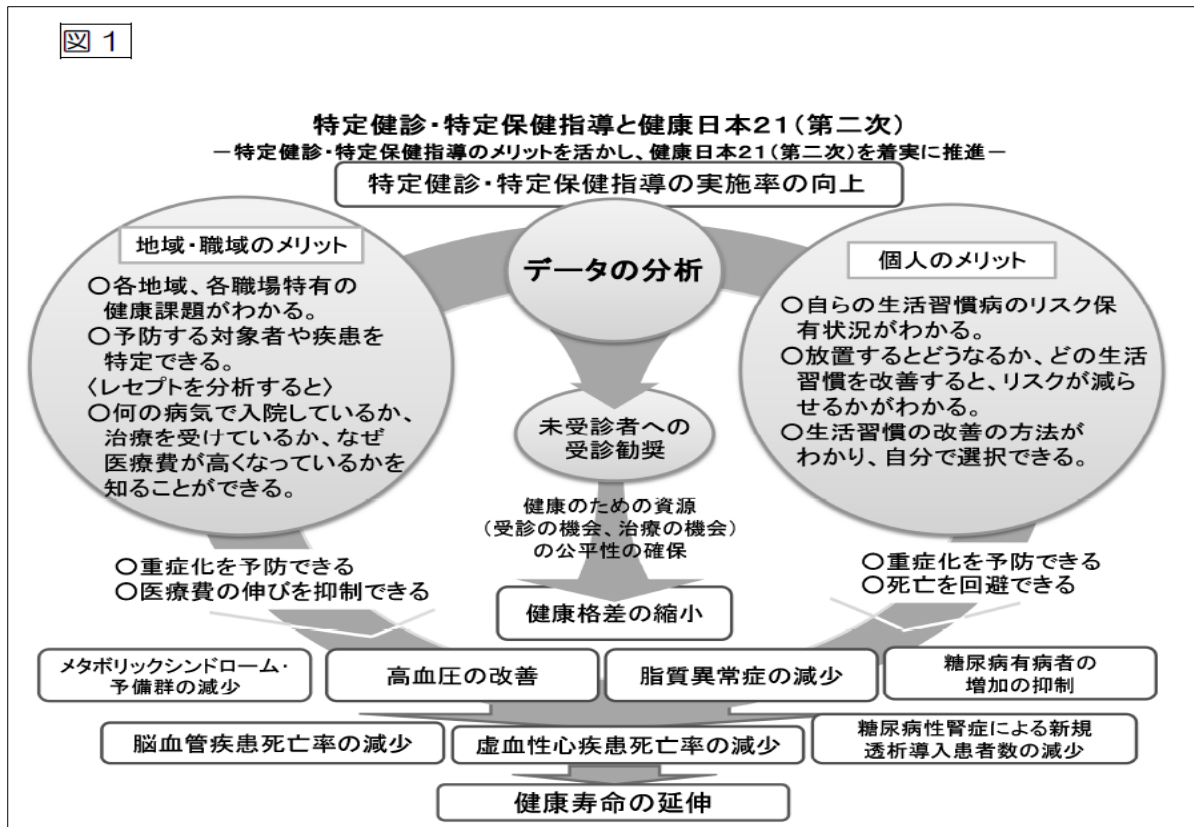 図1
特定健診・特定保健指導と健康日本21(第二次)
－特定健診・特定保健指導のメリットを活かし、健康日本21(第二次)を着実に推進－
特定健診・特定保健指導の実施率の向上
地域・職域のメリット
○各地域、各職場特有の
健康課題がわかる。
○予防する対象者や疾患を
特定できる。
〈レセプトを分析すると〉
○何の病気で入院しているか、
治療を受けているか、なぜ
医療費が高くなっているかを
知ることができる。
○重症化を予防できる
○医療費の伸びを抑制できる
データの分析
未受診者への
受診勧奨
健康のための資源
(受診の機会、治療の機会)
の公平性の確保
健康格差の縮小
個人のメリット
○自らの生活習慣病のリスク保
有状況がわかる。
○放置するとどうなるか、どの生活
習慣を改善すると、リスクが減ら
せるかがわかる。
○生活習慣の改善の方法が
わかり、自分で選択できる。
○重症化を予防できる
○死亡を回避できる
メタボリックシンドローム・
予備群の減少
高血圧の改善
脂質異常症の減少
糖尿病有病者の
増加の抑制
脳血管疾患死亡率の減少
虚血性心疾患死亡率の減少
糖尿病性腎症による新規
透析導入患者数の減少
健康寿命の延伸